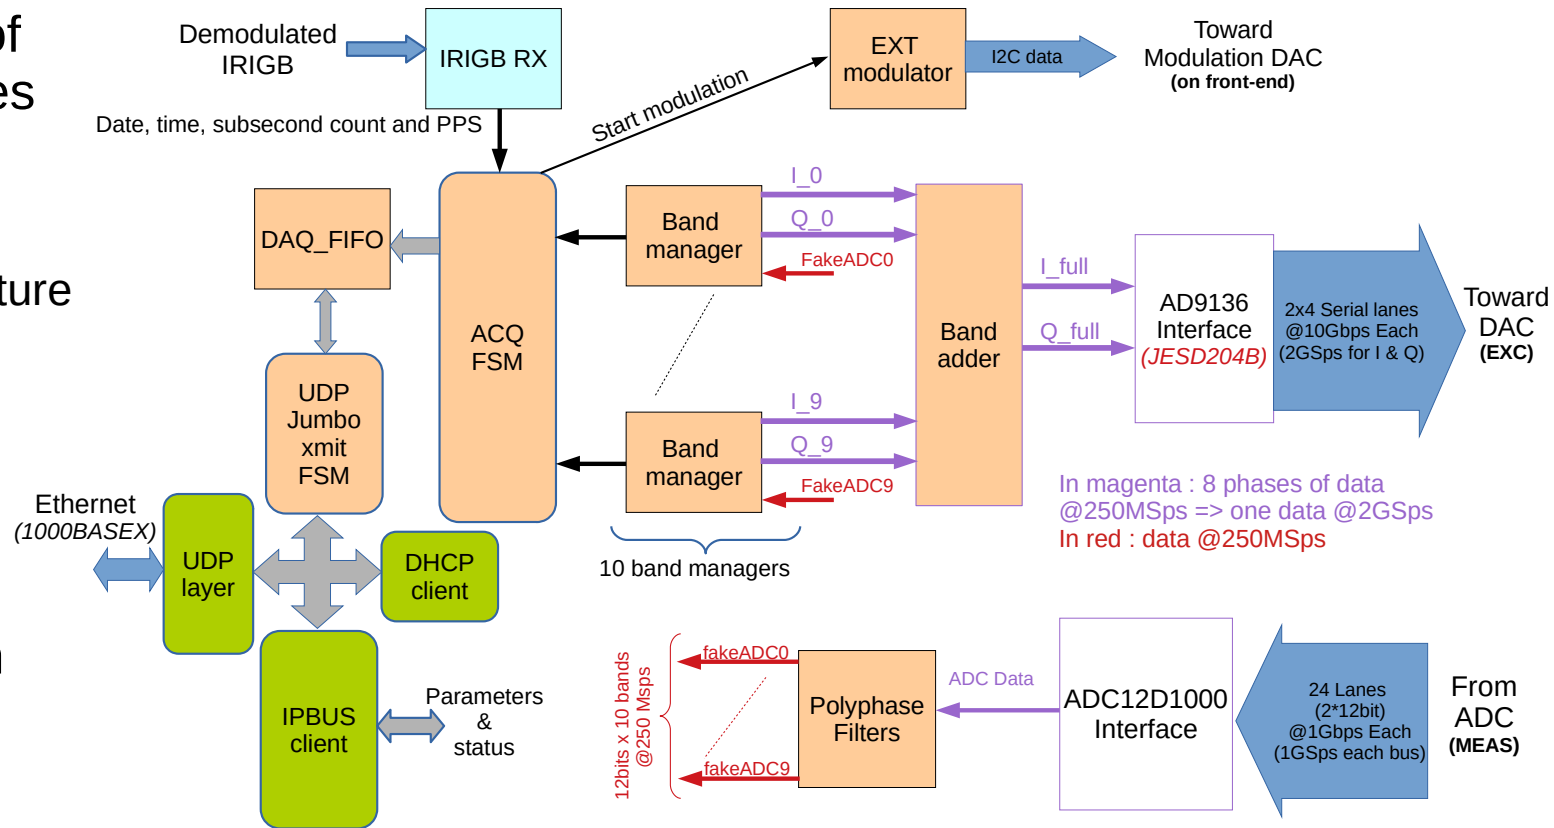 of
es
ture
n
Demodulated
IRIGB
IRIGB RX
EXT
modulator
I2C data
Toward
Modulation DAC
(on front-end)
Date, time, subsecond count and PPS
Start modulation
DAQ_FIFO
ACQ
FSM
Band
manager
I_0
Q_0
FakeADC0
Band
manager
I_9
Q_9
FakeADC9
10 band managers
Band
adder
I_full
Q_full
AD9136
Interface
(JESD204B)
2x4 Serial lanes
@10Gbps Each
(2GSps for I & Q)
Toward
DAC
(EXC)
In magenta : 8 phases of data
@250MSps => one data @2GSps
In red : data @250MSps
UDP
Jumbo
xmit
FSM
Ethernet
(1000BASEX)
UDP
layer
DHCP
client
IPBUS
client
Parameters
&
status
12bits x 10 bands
@250 Msps
fakeADC0
fakeADC9
Polyphase
Filters
ADC Data
ADC12D1000
Interface
24 Lanes
(2*12bit)
@1Gbps Each
(1GSps each bus)
From
ADC
(MEAS)